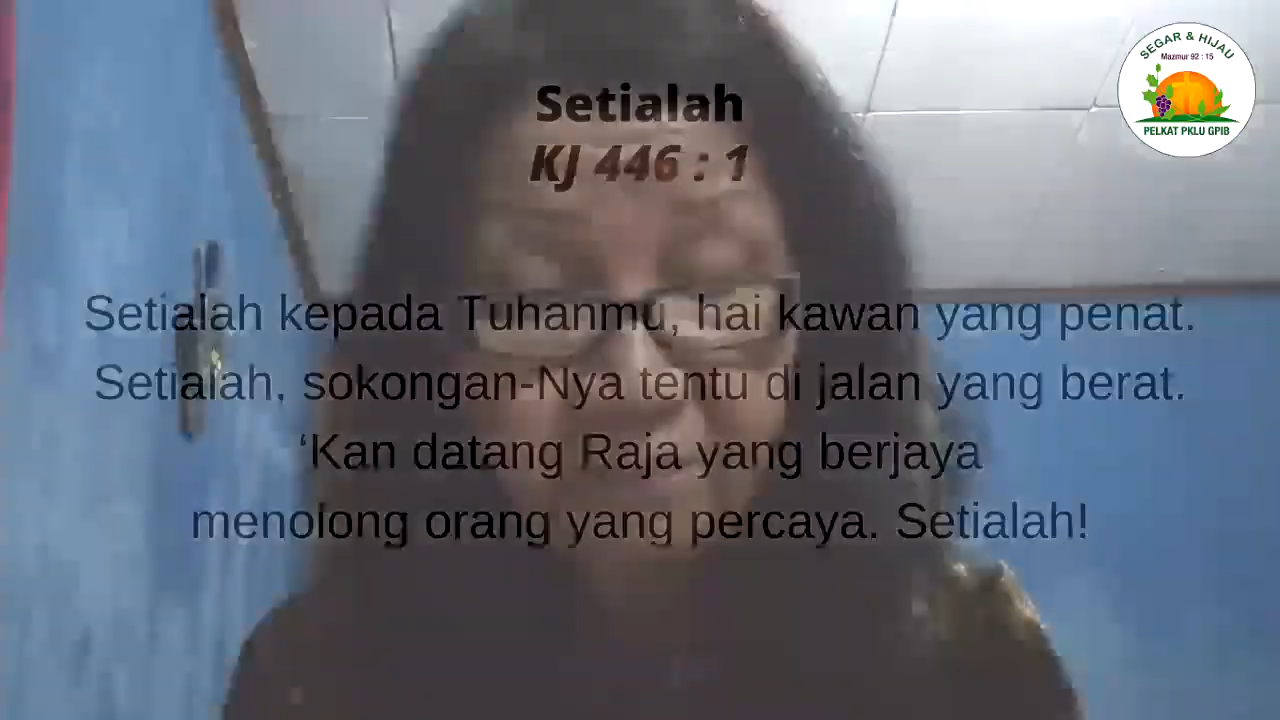 Setialah
KJ 446 : 1
SEGAR & HIJAU
Mazmur 92 : 15
PELKAT PKLU GPIB
Setialah kepada Tuhanmu, hai kawan yang penat.
Setialah, sokongan-Nya tentu di jalan yang berat.
‘Kan datang Raja yang berjaya
menolong orang yang percaya. Setialah!